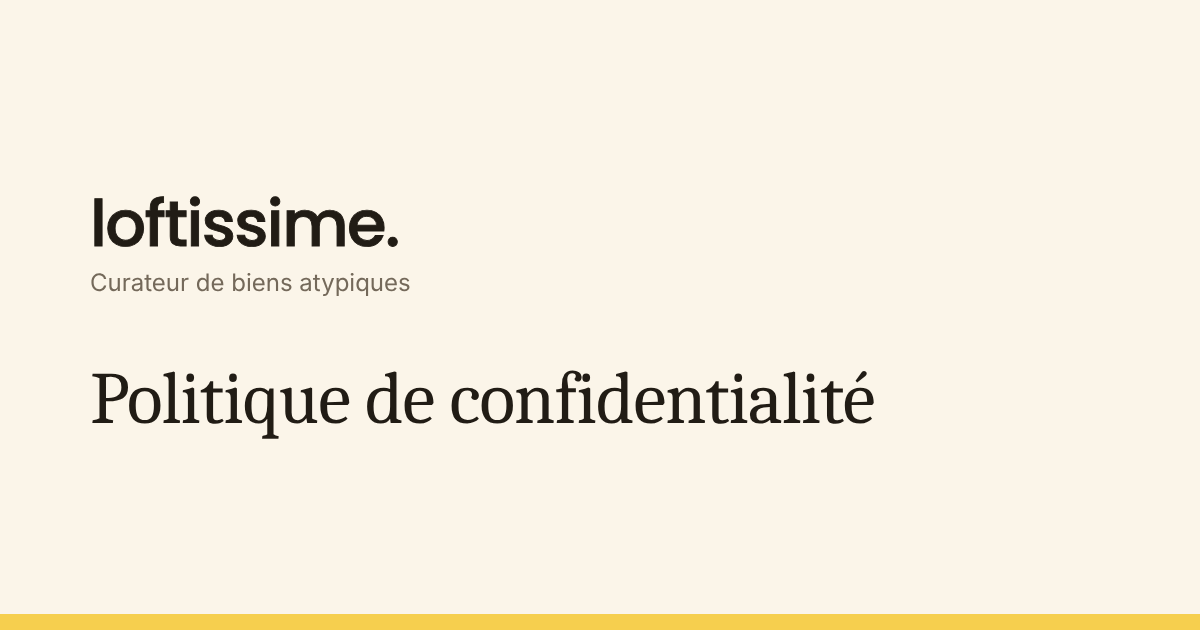 loftissime.
Curateur de biens atypiques
Politique de confidentialité